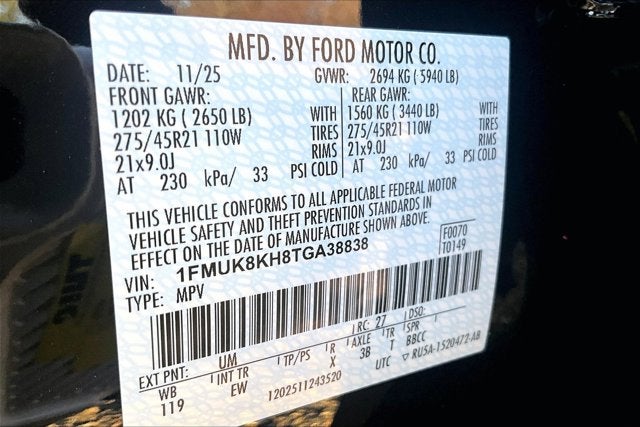 MFD. BY FORD MOTOR CO.
DATE: 11/25 GVWR: 2694 KG ( 5940 LB)
FRONT GAWR: REAR GAWR:
1202 KG ( 2650 LB) WITH 1560 KG ( 3440 LB) WITH
275/45R21 110W TIRES 275/45R21 110W TIRES
21x9.0J RIMS 21x9.0J RIMS
AT 230 kPa/ 33 PSI COLD AT 230 kPa/ 33 PSI COLD
THIS VEHICLE CONFORMS TO ALL APPLICABLE FEDERAL MOTOR
VEHICLE SAFETY AND THEFT PREVENTION STANDARDS IN
EFFECT ON THE DATE OF MANUFACTURE SHOWN ABOVE.
F0070
T0149
VIN: 1FMUK8KH8TGA38838
TYPE: MPV
EXT PNT: UM RC: 27 DSO:
WB INT TR TP/PS R AXLE TR SPR
119 EW X 3B T BBCC
1202511243520 UTC ▽ RU5A-1520472-AB